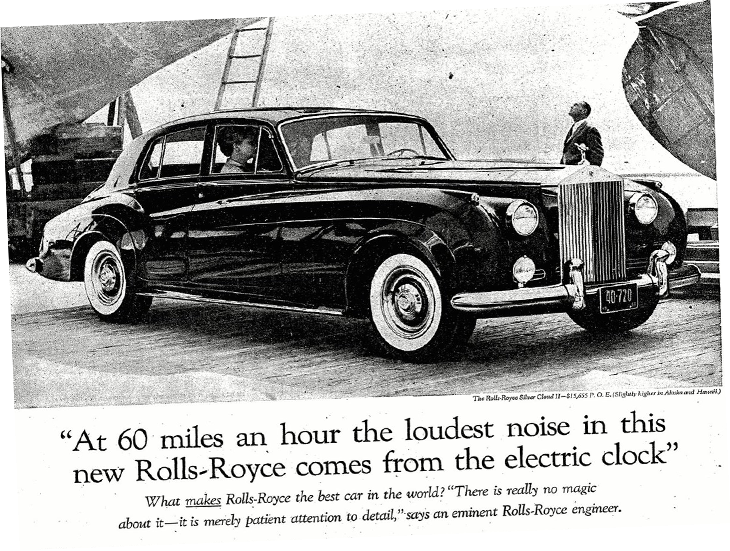 40-720
The Rolls-Royce Silver Cloud II—$15,655 P. O. E. (Slightly higher in Alaska and Hawaii.)
“At 60 miles an hour the loudest noise in this
new Rolls-Royce comes from the electric clock”
What makes Rolls-Royce the best car in the world? “There is really no magic
about it—it is merely patient attention to detail,” says an eminent Rolls-Royce engineer.